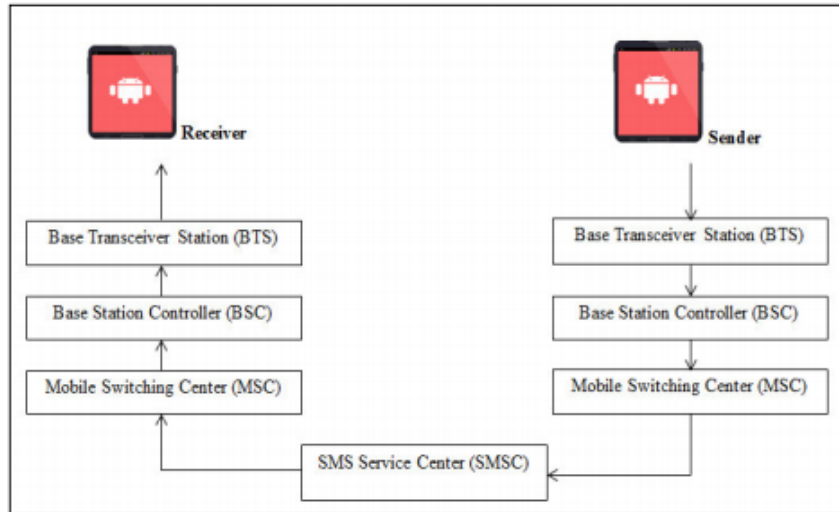 Receiver
Sender
Base Transceiver Station (BTS)
Base Transceiver Station (BTS)
Base Station Controller (BSC)
Base Station Controller (BSC)
Mobile Switching Center (MSC)
Mobile Switching Center (MSC)
SMS Service Center (SMSC)